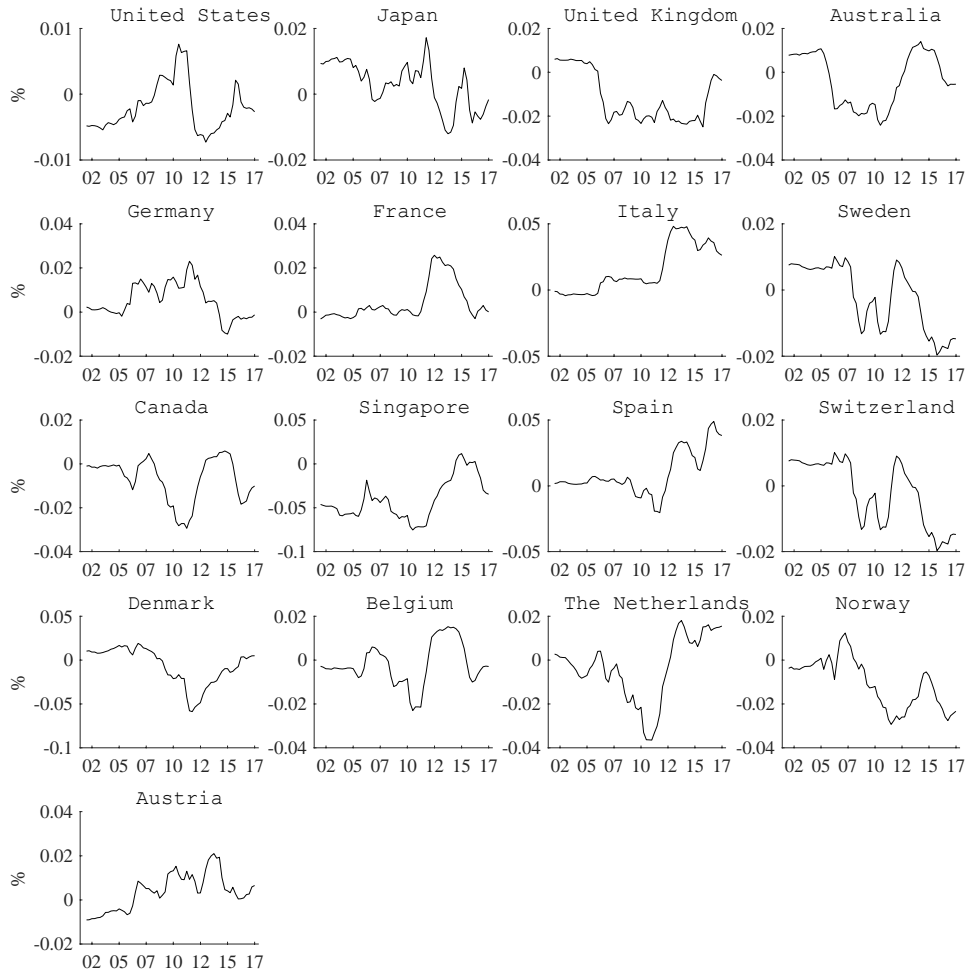 United States Japan United Kingdom Australia
0.01 0.02 0.02 0.02
% 0 0 0 0
-0.02 -0.02
-0.01 -0.02 -0.04 -0.04
02 05 07 10 12 15 17 02 05 07 10 12 15 17 02 05 07 10 12 15 17 02 05 07 10 12 15 17
Germany France Italy Sweden
0.04 0.04 0.05 0.02
0.02 0.02
% 0 0 0 0
-0.02 -0.02 -0.05 -0.02
02 05 07 10 12 15 17 02 05 07 10 12 15 17 02 05 07 10 12 15 17 02 05 07 10 12 15 17
Canada Singapore Spain Switzerland
0.02 0.05 0.05 0.02
% 0 0 0 0
-0.02 -0.05
-0.04 -0.1 -0.05 -0.02
02 05 07 10 12 15 17 02 05 07 10 12 15 17 02 05 07 10 12 15 17 02 05 07 10 12 15 17
Denmark Belgium The Netherlands Norway
0.05 0.02 0.02 0.02
% 0 0 0 0
-0.05 -0.02 -0.02 -0.02
-0.1 -0.04 -0.04 -0.04
02 05 07 10 12 15 17 02 05 07 10 12 15 17 02 05 07 10 12 15 17 02 05 07 10 12 15 17
Austria
0.04
0.02
% 0
-0.02
02 05 07 10 12 15 17